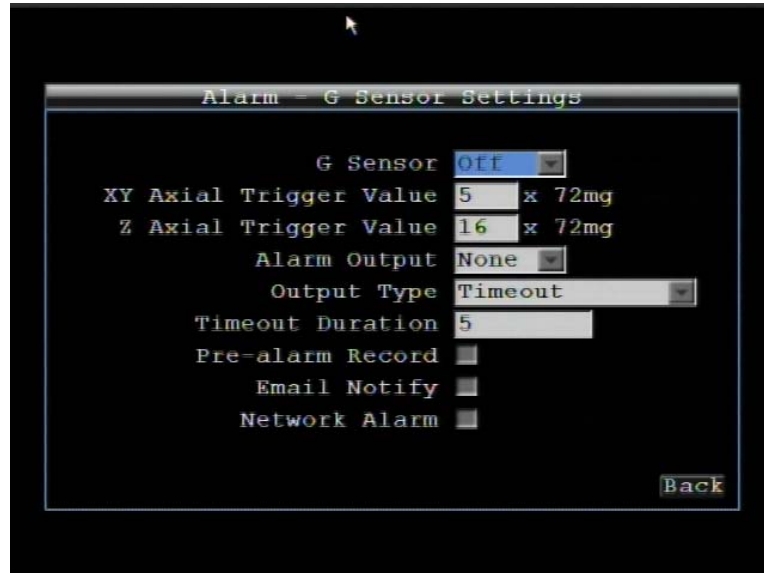 Alarm - G Sensor Settings
G Sensor Off
XY Axial Trigger Value 5 x 72mg
Z Axial Trigger Value 16 x 72mg
Alarm Output None
Output Type Timeout
Timeout Duration 5
Pre-alarm Record
Email Notify
Network Alarm
Back